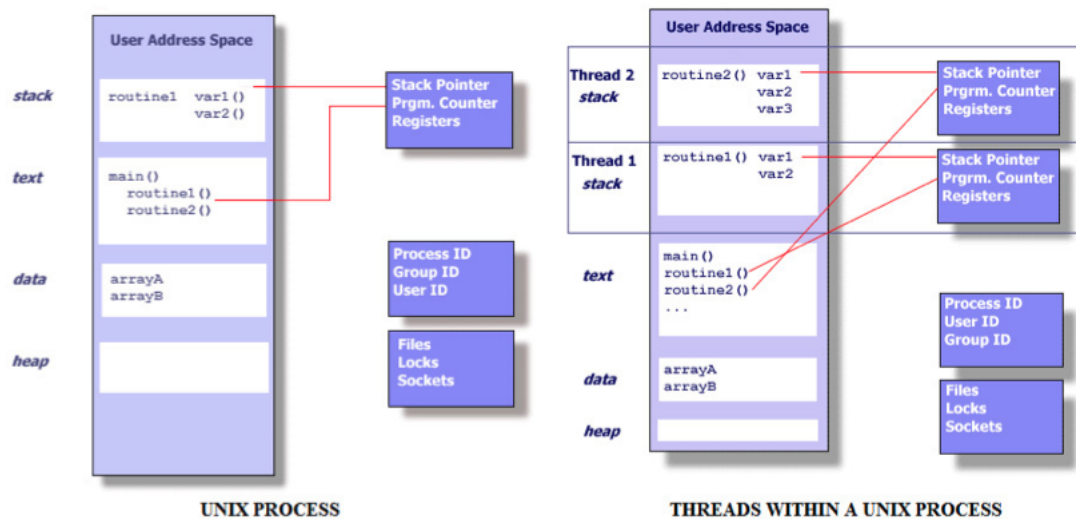 User Address Space
stack
routine1 var1()
var2()
Stack Pointer
Prgm. Counter
Registers
text
main()
routine1()
routine2()
data
arrayA
arrayB
Process ID
Group ID
User ID
heap
Files
Locks
Sockets
UNIX PROCESS
User Address Space
Thread 2
stack
routine2() var1
var2
var3
Stack Pointer
Prgrm. Counter
Registers
Thread 1
stack
routine1() var1
var2
Stack Pointer
Prgrm. Counter
Registers
text
main()
routine1()
routine2()
...
Process ID
User ID
Group ID
data
arrayA
arrayB
heap
Files
Locks
Sockets
THREADS WITHIN A UNIX PROCESS